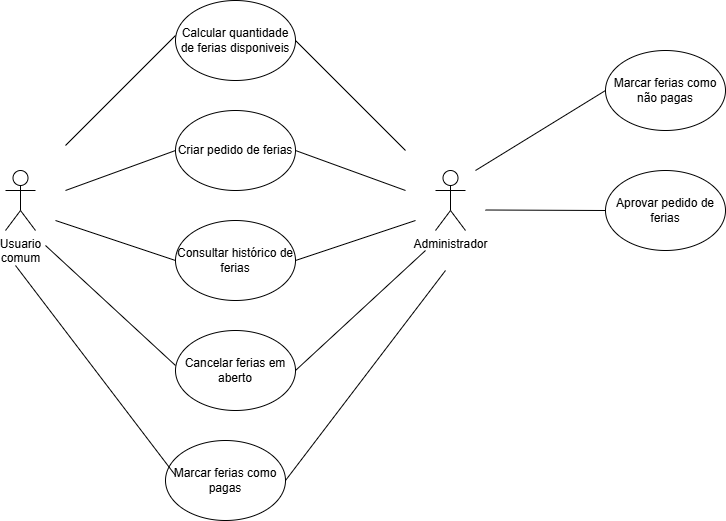 Calcular quantidade
de ferias disponiveis
Marcar ferias como
não pagas
Criar pedido de ferias
Aprovar pedido de
ferias
Usuario
comum
Administrador
Consultar histórico de
ferias
Cancelar ferias em
aberto
Marcar ferias como
pagas